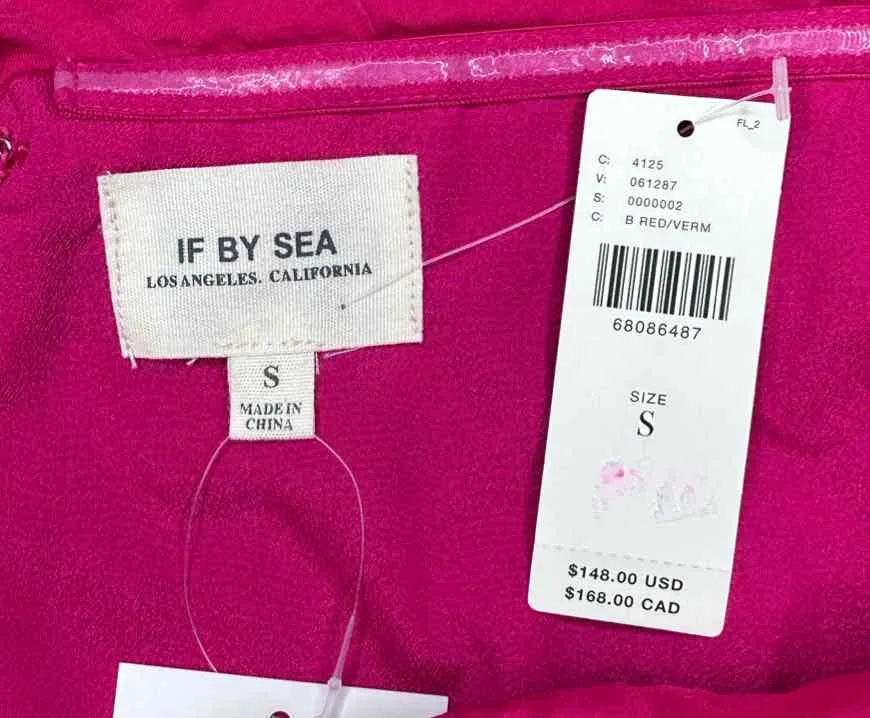 IF BY SEA
LOS ANGELES. CALIFORNIA
S
MADE IN
CHINA
FL_2
C: 4125
V: 061287
S: 0000002
C: B RED/VERM
68086487
SIZE
S
$148.00 USD
$168.00 CAD